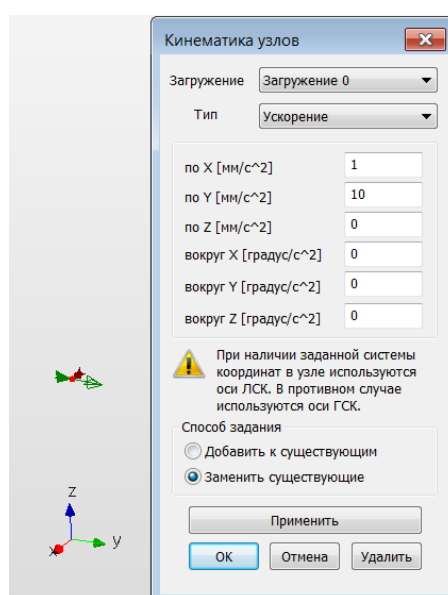 Кинематика узлов
Загружение Загружение 0
Тип Ускорение
по X [мм/с^2] 1
по Y [мм/с^2] 10
по Z [мм/с^2] 0
вокруг X [градус/с^2] 0
вокруг Y [градус/с^2] 0
вокруг Z [градус/с^2] 0
При наличии заданной системы
координат в узле используются
оси ЛСК. В противном случае
используются оси ГСК.
Способ задания
Добавить к существующим
Заменить существующие
Применить
ОК Отмена Удалить
Z
X Y